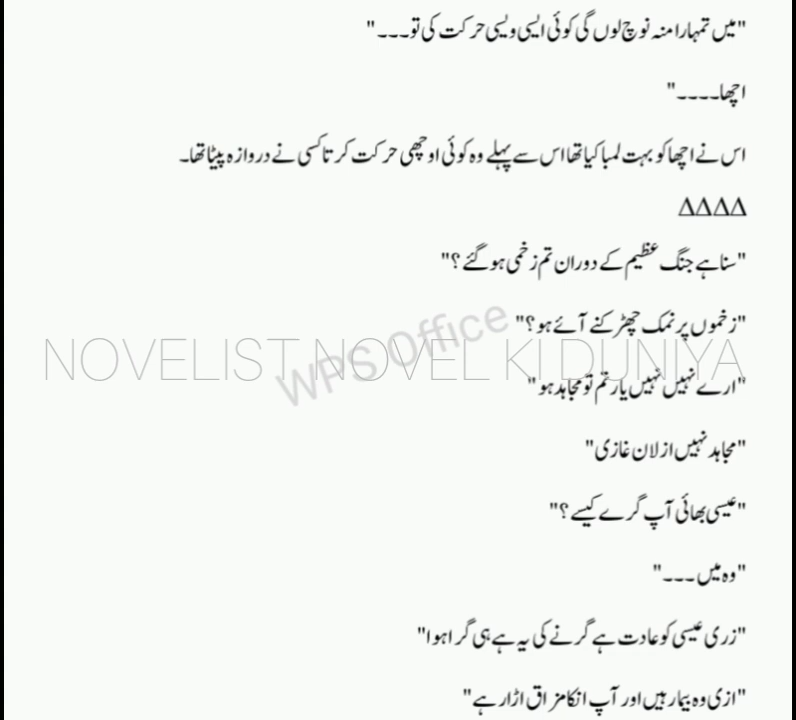 "میں تمہارا منہ نوچ لوں گی کوئی ایسی ویسی حرکت کی تو۔۔۔"
اچھا۔۔۔۔"
اس نے اچھا کو بہت لمبا کیا تھا اس سے پہلے وہ کوئی اوچھی حرکت کرتا کسی نے دروازہ پیٹا تھا۔
ΔΔΔΔ
"سنا ہے جنگ عظیم کے دوران تم زخمی ہو گئے؟"
"زخموں پر نمک چھڑکنے آئے ہو؟"
NOVELIST NOVEL KI DUNIYA
WPS Office
"ارے نہیں نہیں یار تم تو مجاہد ہو"
"مجاہد نہیں ازلان غازی"
"عیسی بھائی آپ گرے کیسے؟"
"وہ میں ۔۔۔"
"زری عیسی کو عادت ہے گرنے کی یہ ہے ہی گرا ہوا"
"ازی وہ بیمار ہیں اور آپ انکا مزاق اڑا رہے"